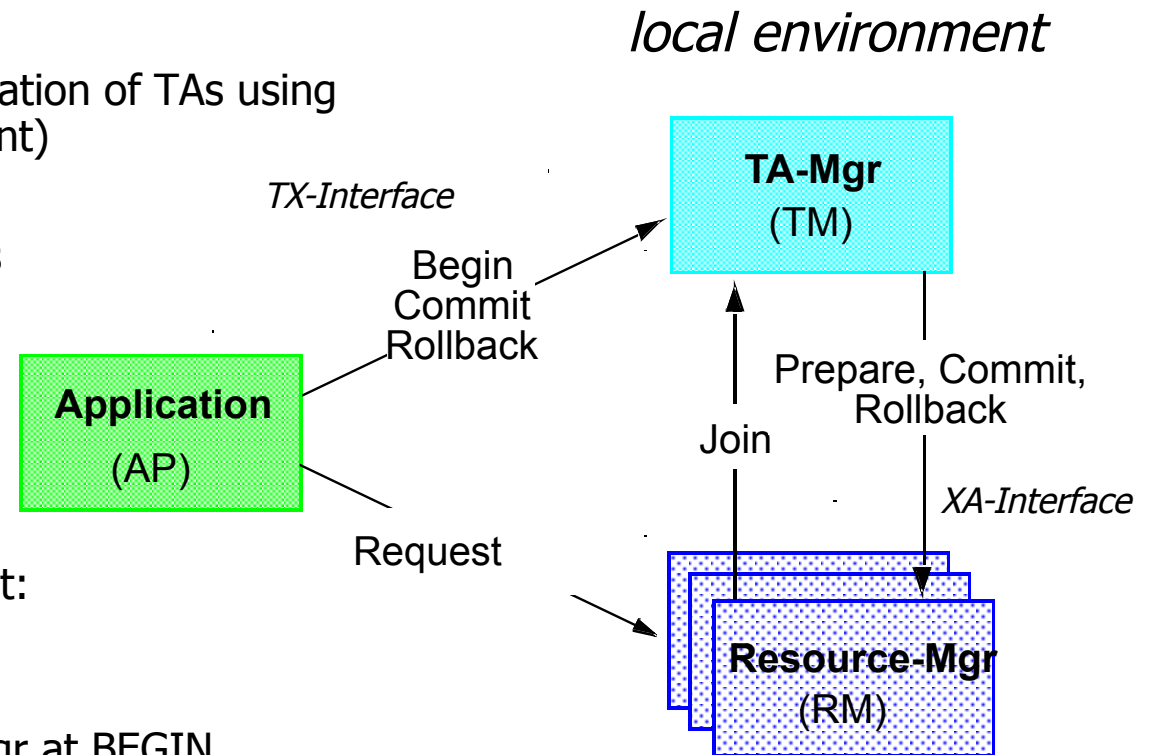 local environment
ation of TAs using
nt)
TA-Mgr
(TM)
TX-Interface
Begin
Commit
Rollback
Prepare, Commit,
Rollback
Application
(AP)
Join
XA-Interface
Request
t:
Resource-Mgr
(RM)
gr at BEGIN